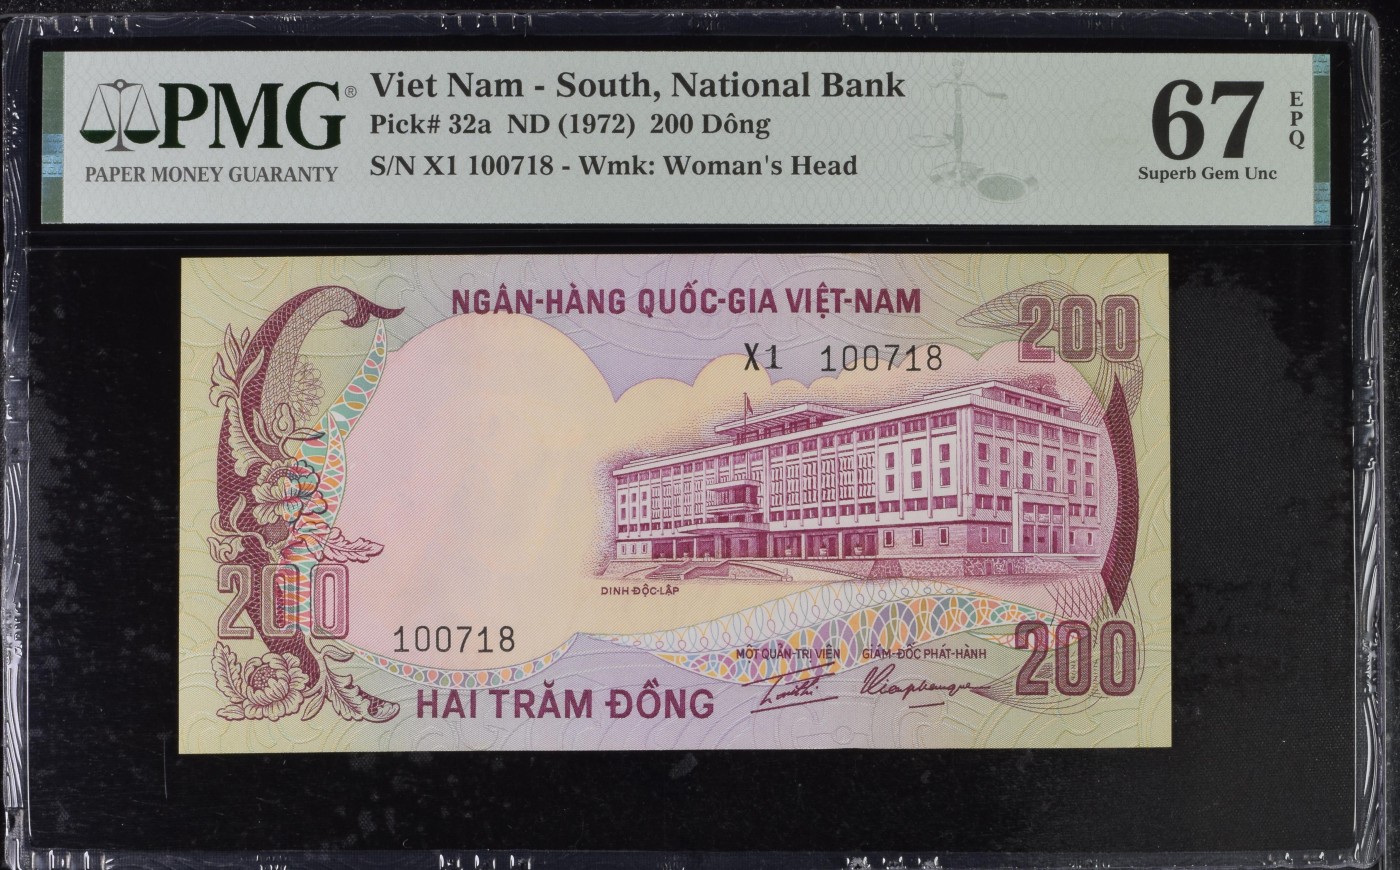 PMG®
PAPER MONEY GUARANTY
Viet Nam - South, National Bank
Pick# 32a ND (1972) 200 Dông
S/N X1 100718 - Wmk: Woman's Head
67
EPQ
Superb Gem Unc
NGÂN-HÀNG QUỐC-GIA VIỆT-NAM
200
X1 100718
DINH ĐỘC-LẬP
200
100718
MỘT QUẢN-TRỊ VIÊN GIÁM-ĐỐC PHÁT-HÀNH
200
HAI TRĂM ĐỒNG